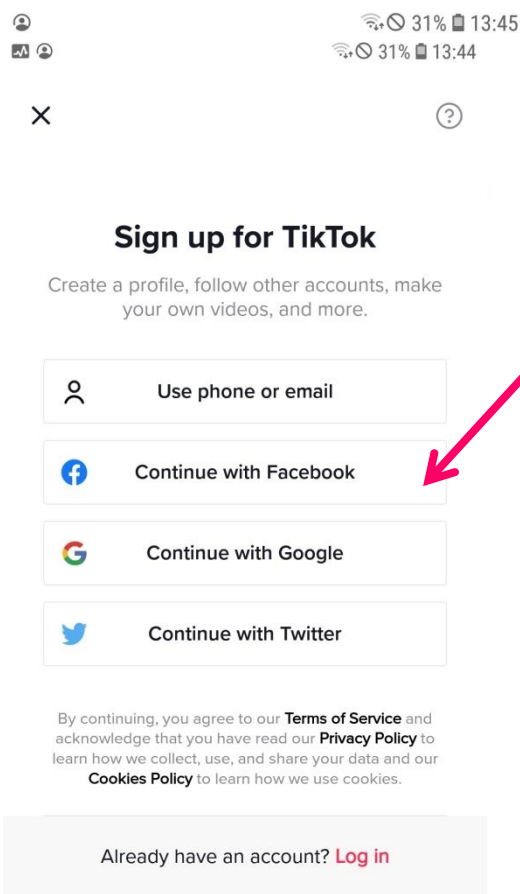 31% 13:45
31% 13:44
?
Sign up for TikTok
Create a profile, follow other accounts, make
your own videos, and more.
Use phone or email
Continue with Facebook
Continue with Google
Continue with Twitter
By continuing, you agree to our Terms of Service and
acknowledge that you have read our Privacy Policy to
learn how we collect, use, and share your data and our
Cookies Policy to learn how we use cookies.
Already have an account? Log in